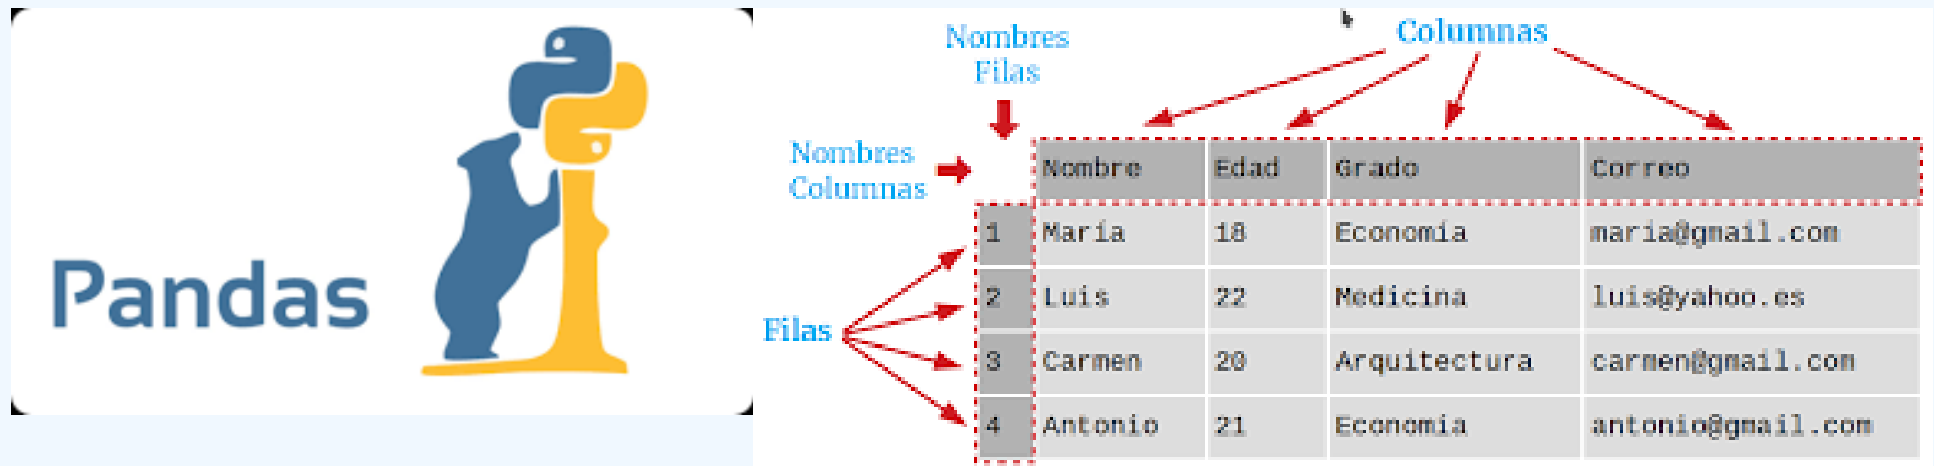 Pandas
Nombres
Filas
Columnas
Nombres
Columnas
Nombre Edad Grado Correo
1 María 18 Economía maria@gmail.com
2 Luis 22 Medicina luis@yahoo.es
Filas
3 Carmen 20 Arquitectura carmen@gmail.com
4 Antonio 21 Economía antonio@gmail.com